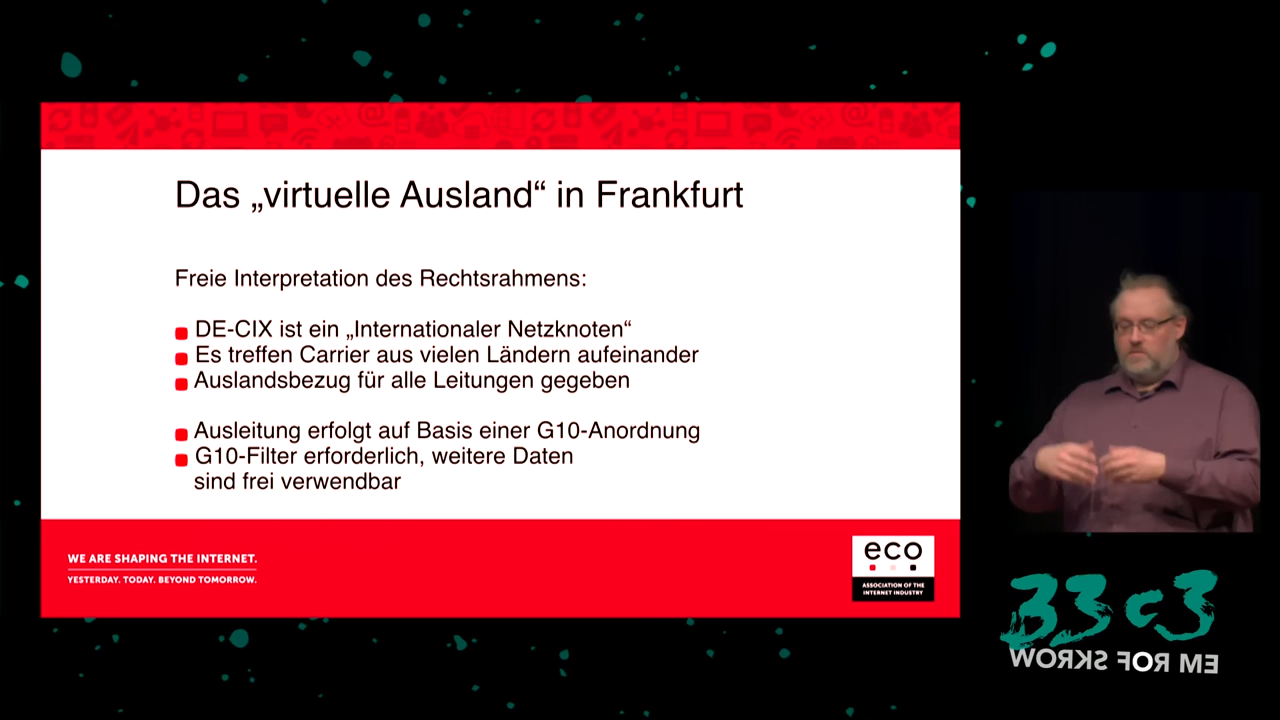 Das „virtuelle Ausland“ in Frankfurt
Freie Interpretation des Rechtsrahmens:
DE-CIX ist ein „Internationaler Netzknoten“
Es treffen Carrier aus vielen Ländern aufeinander
Auslandsbezug für alle Leitungen gegeben
Ausleitung erfolgt auf Basis einer G10-Anordnung
G10-Filter erforderlich, weitere Daten
sind frei verwendbar
WE ARE SHAPING THE INTERNET.
YESTERDAY. TODAY. BEYOND TOMORROW.
eco
ASSOCIATION OF THE
INTERNET INDUSTRY
33c3
WORKS FOR ME